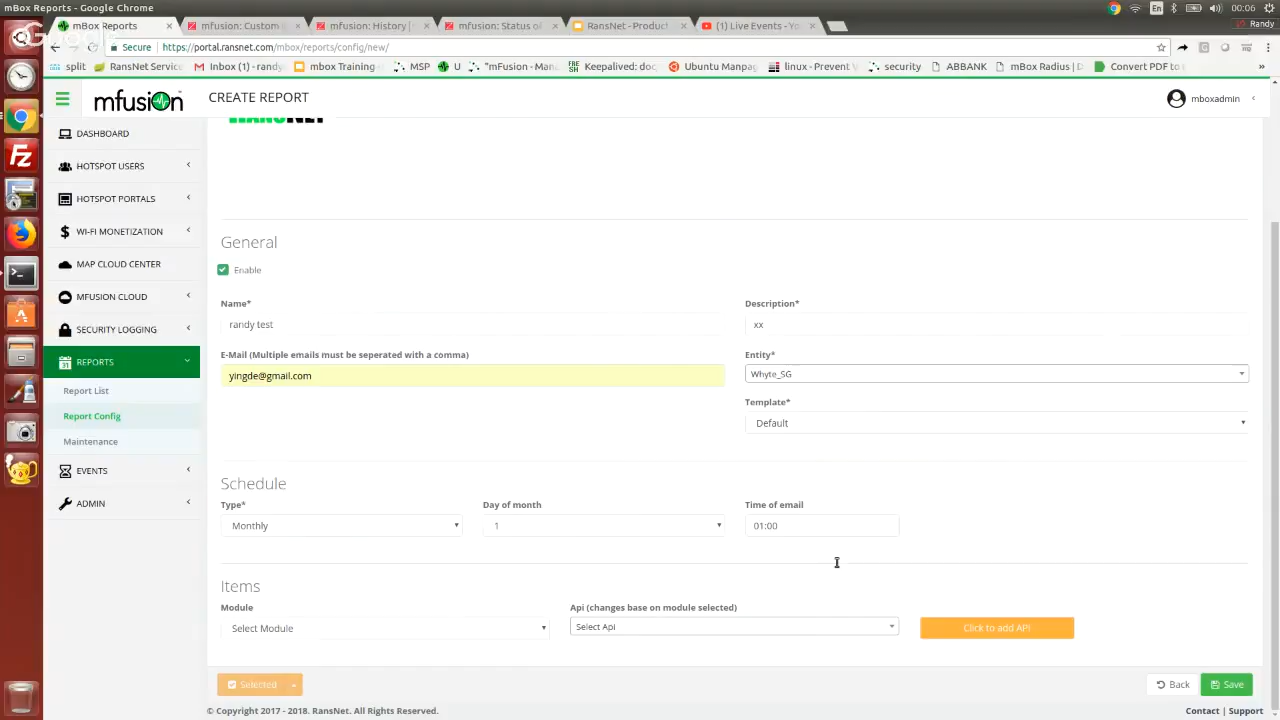 mBox Reports
00:06
Randy
mBox Reports
mfusion: Custom
mfusion: History |
mfusion: Status o
RansNet - Product
(1) Live Events - Yo
Secure
https://portal.ransnet.com/mbox/reports/config/new/
split
RansNet Service
Inbox (1) - randy
mbox Training
MSP
U
"mFusion - Mana
Keepalived: doc
Ubuntu Manpag
linux - Prevent
security
ABBANK
mBox Radius | D
Convert PDF to
»
mfusion
CREATE REPORT
mboxadmin
DASHBOARD
HOTSPOT USERS
HOTSPOT PORTALS
WI-FI MONETIZATION
MAP CLOUD CENTER
MFUSION CLOUD
SECURITY LOGGING
REPORTS
Report List
Report Config
Maintenance
EVENTS
ADMIN
General
Enable
Name*
Description*
randy test
xx
E-Mail (Multiple emails must be seperated with a comma)
Entity*
yingde@gmail.com
Whyte_SG
Template*
Default
Schedule
Type*
Day of month
Time of email
Monthly
1
01:00
Items
Module
Api (changes base on module selected)
Select Module
Select Api
Click to add API
Selected
Back
Save
© Copyright 2017 - 2018. RansNet. All Rights Reserved.
Contact | Support